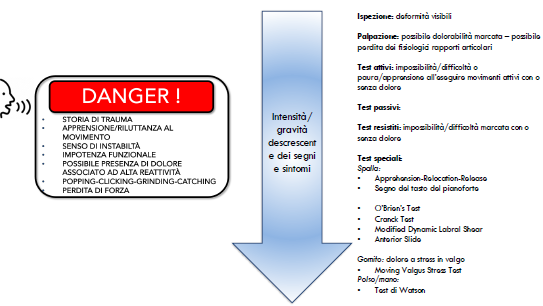 DANGER !
• STORIA DI TRAUMA
• APPRENSIONE/RILUTTANZA AL
MOVIMENTO
• SENSO DI INSTABILTÀ
• IMPOTENZA FUNZIONALE
• POSSIBILE PRESENZA DI DOLORE
ASSOCIATO AD ALTA REATTIVITÀ
• POPPING-CLICKING-GRINDING-CATCHING
• PERDITA DI FORZA
Intensità/
gravità
descrescent
e dei segni
e sintomi
Ispezione: deformità visibili
Palpazione: possibile dolorabilità marcata – possibile
perdita dei fisiologici rapporti articolari
Test attivi: impossibilità/difficoltà o
paura/apprensione all'eseguire movimenti attivi con o
senza dolore
Test passivi:
Test resistiti: impossibilità/difficoltà marcata con o
senza dolore
Test speciali:
Spalla:
• Apprehension-Relocation-Release
• Segno del tasto del pianoforte
• O'Brien's Test
• Cranck Test
• Modified Dynamic Labral Shear
• Anterior Slide
Gomito: dolore a stress in valgo
• Moving Valgus Stress Test
Polso/mano:
• Test di Watson